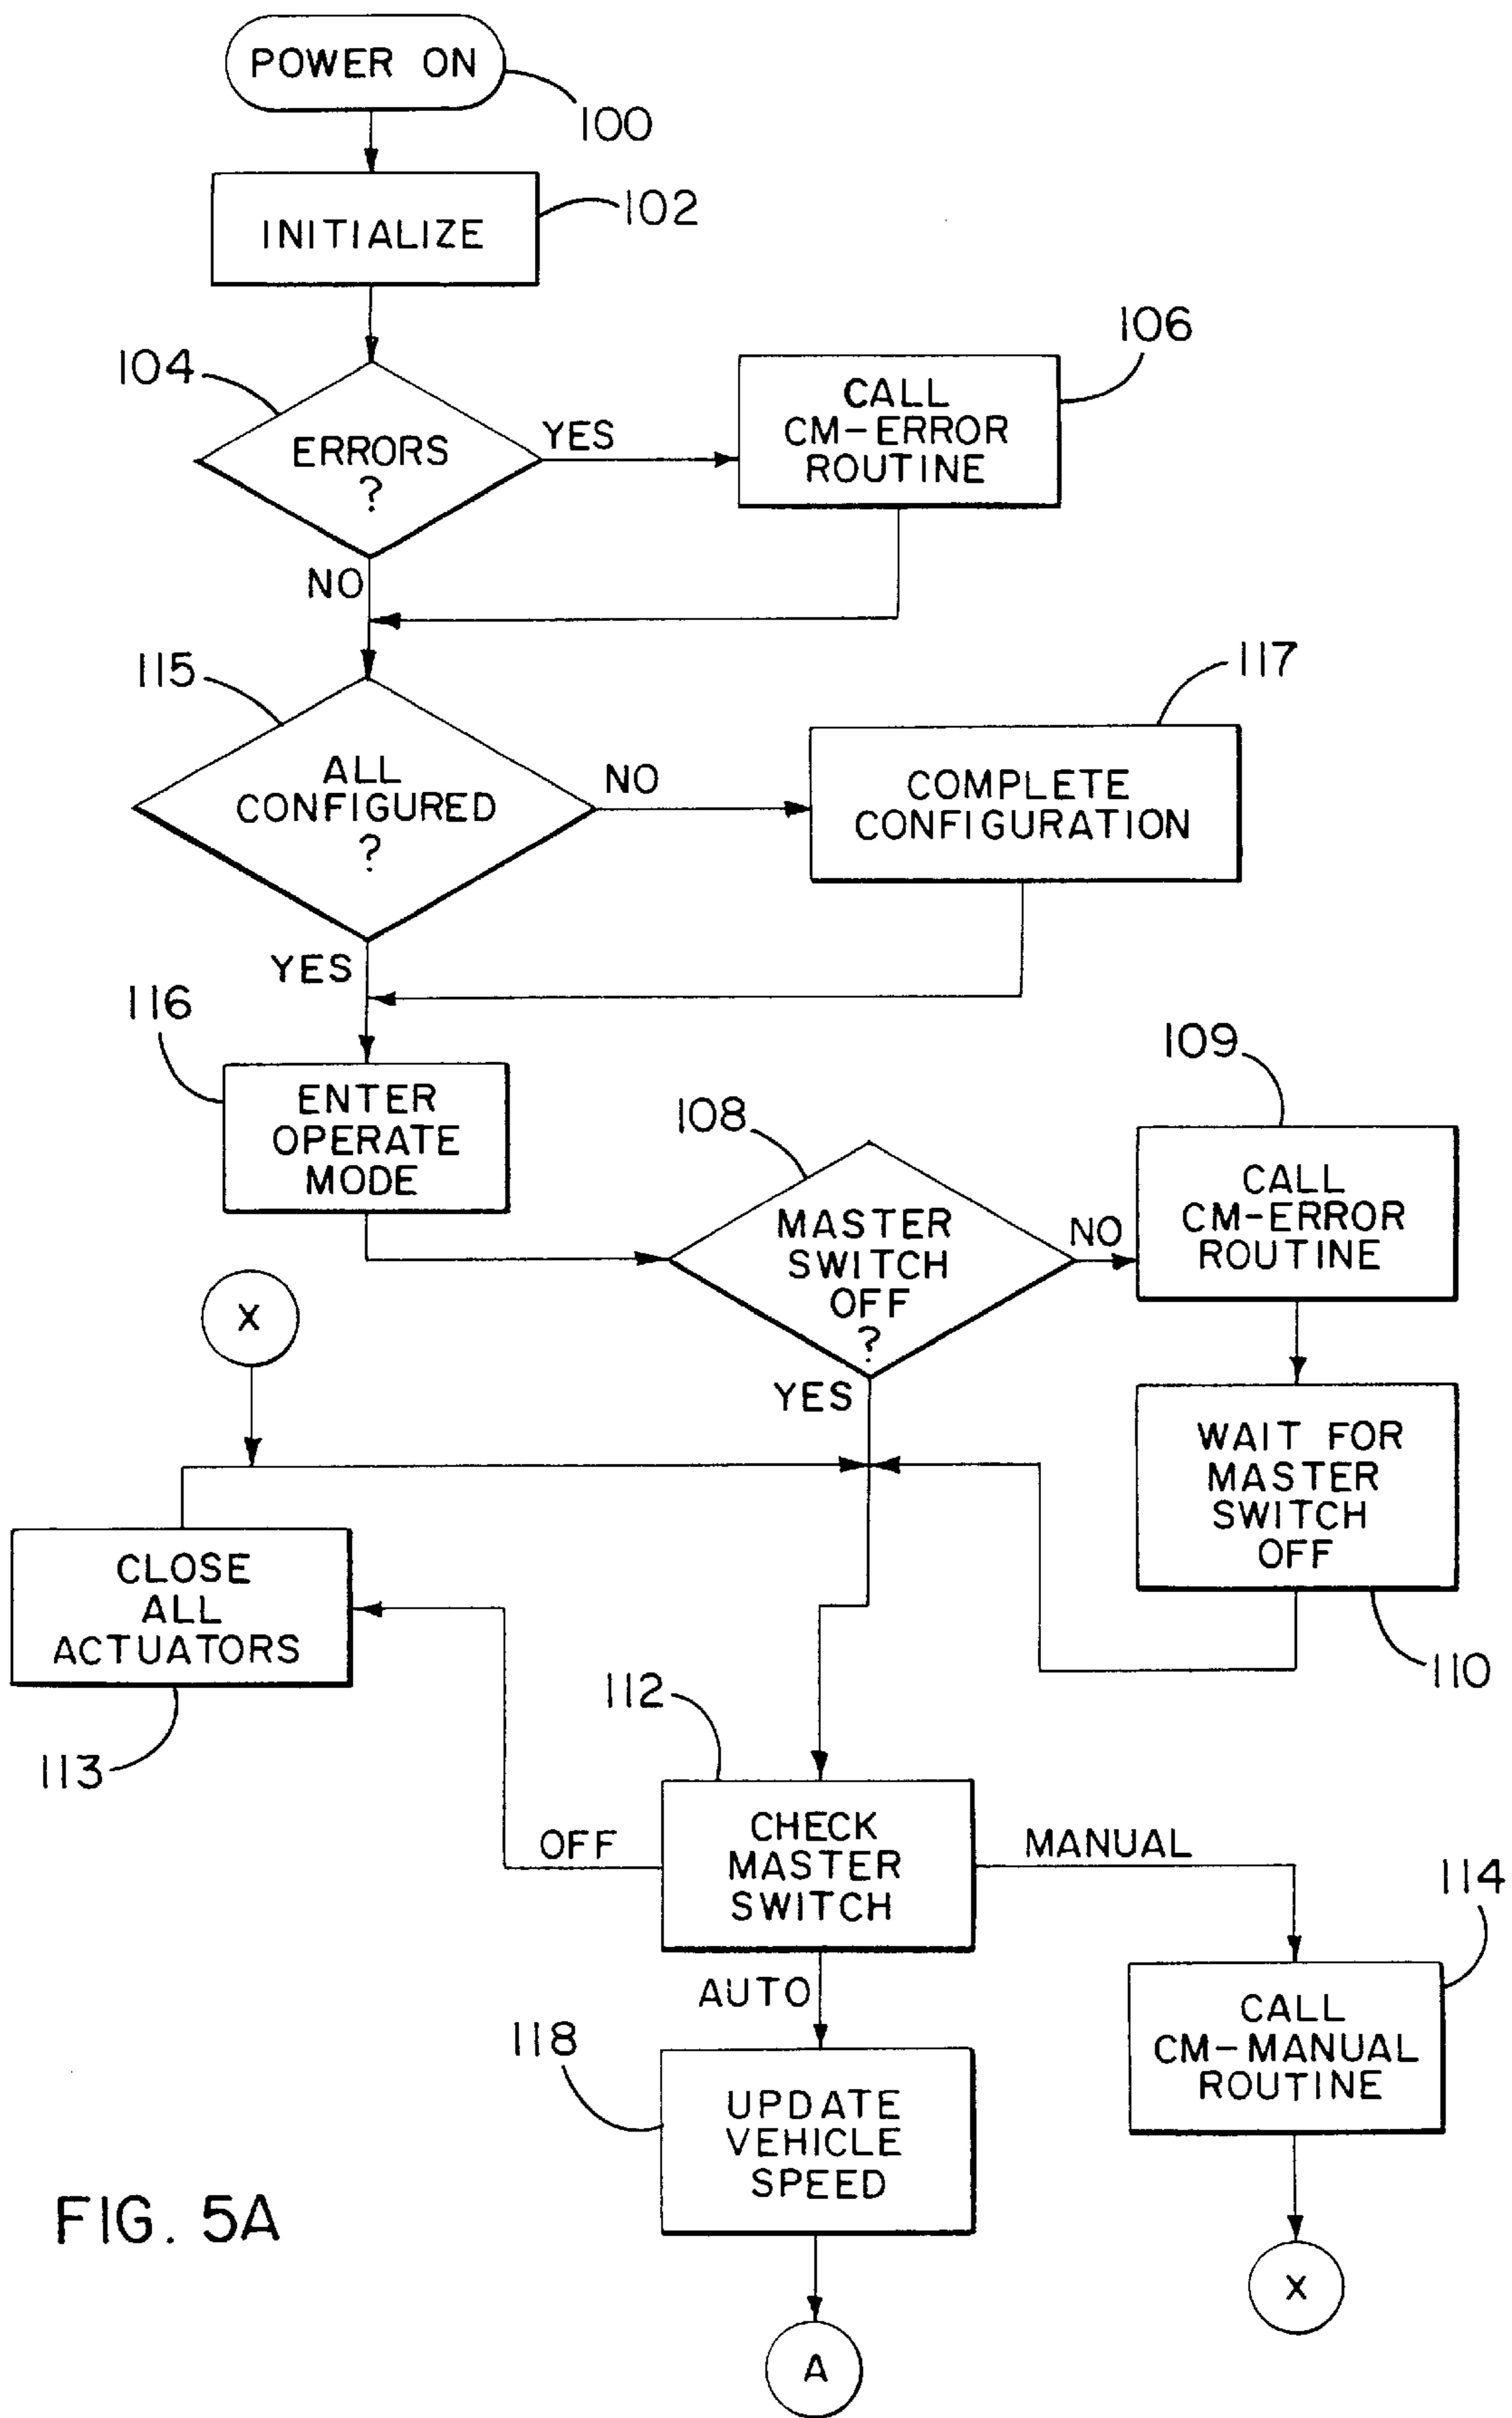 POWER ON
100
INITIALIZE
102
104
ERRORS
?
YES
106
CALL
CM-ERROR
ROUTINE
NO
115
ALL
CONFIGURED
?
NO
117
COMPLETE
CONFIGURATION
YES
116
ENTER
OPERATE
MODE
108
MASTER
SWITCH
OFF
?
NO
109
CALL
CM-ERROR
ROUTINE
X
YES
WAIT FOR
MASTER
SWITCH
OFF
110
CLOSE
ALL
ACTUATORS
113
112
OFF
CHECK
MASTER
SWITCH
MANUAL
114
AUTO
CALL
CM-MANUAL
ROUTINE
118
UPDATE
VEHICLE
SPEED
X
A
FIG. 5A